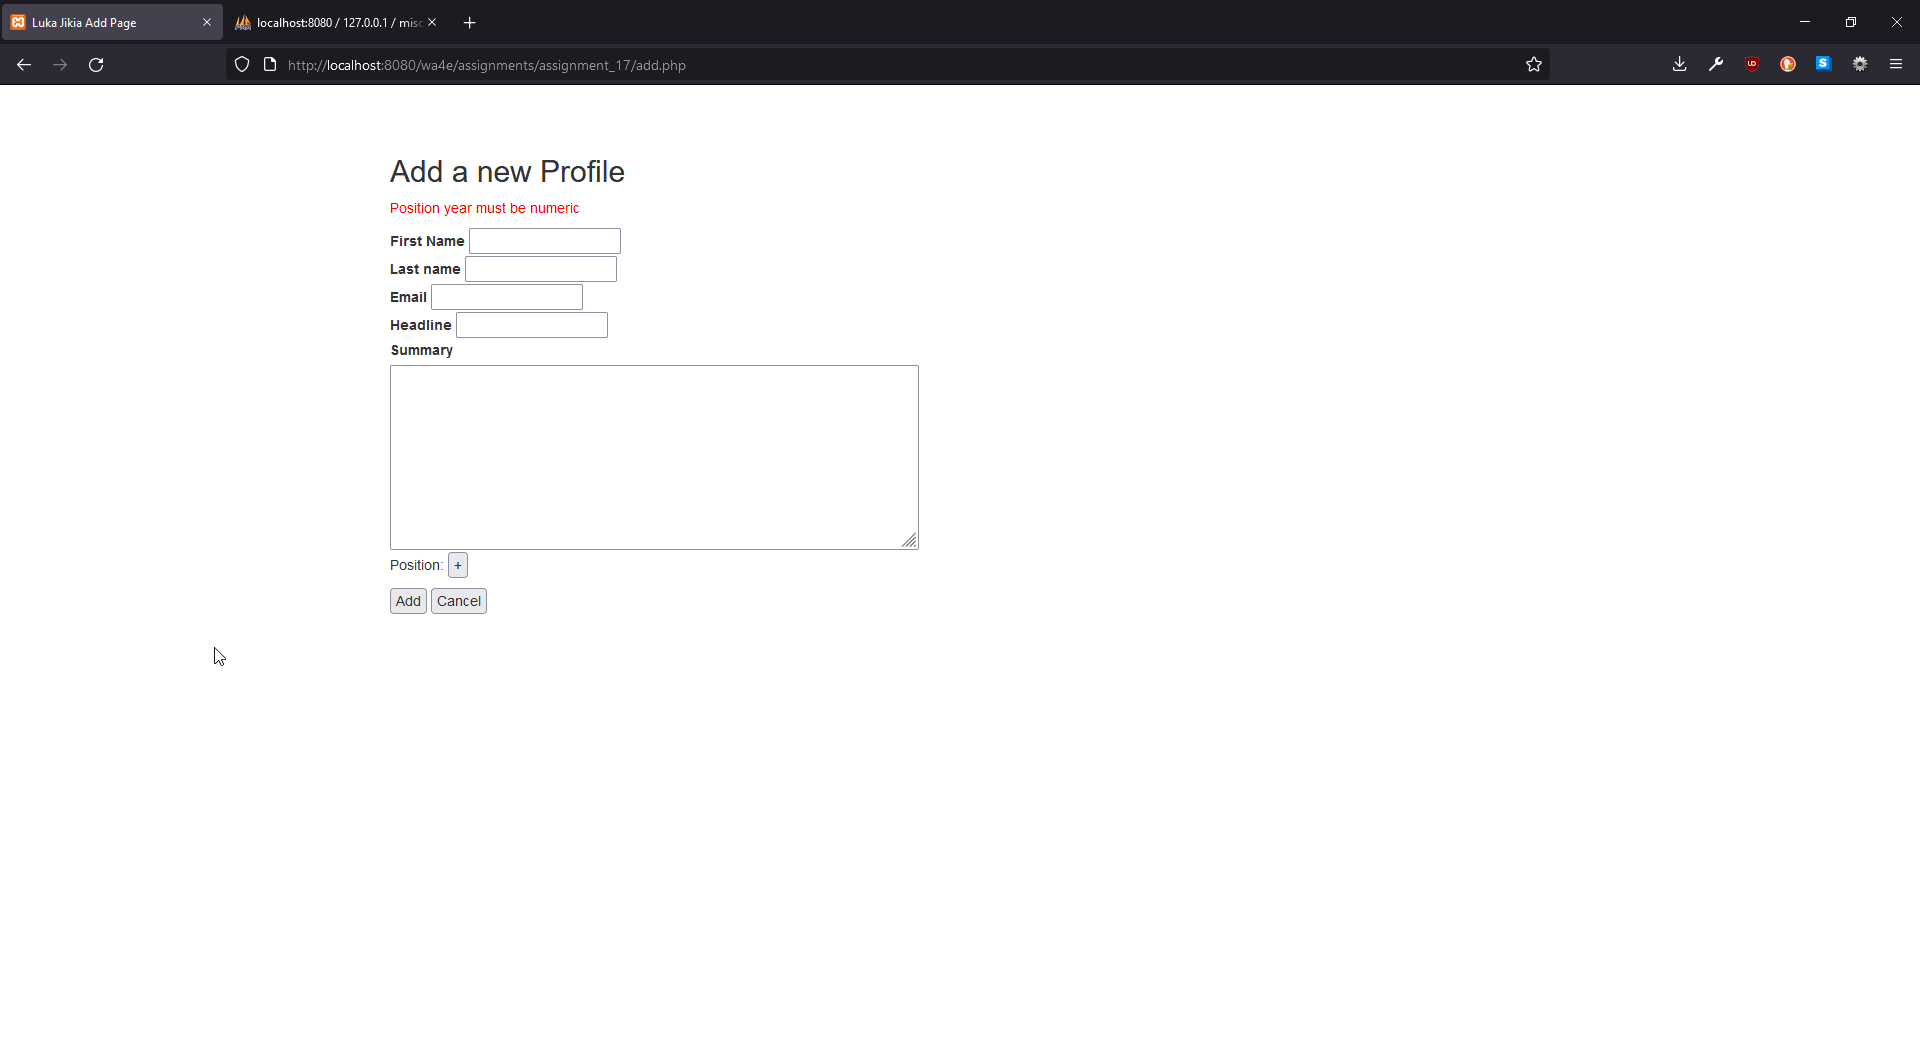 Luka Jikia Add Page
localhost:8080 / 127.0.0.1 / misc
http://localhost:8080/wa4e/assignments/assignment_17/add.php
Add a new Profile
Position year must be numeric
First Name
Last name
Email
Headline
Summary
Position: +
Add Cancel